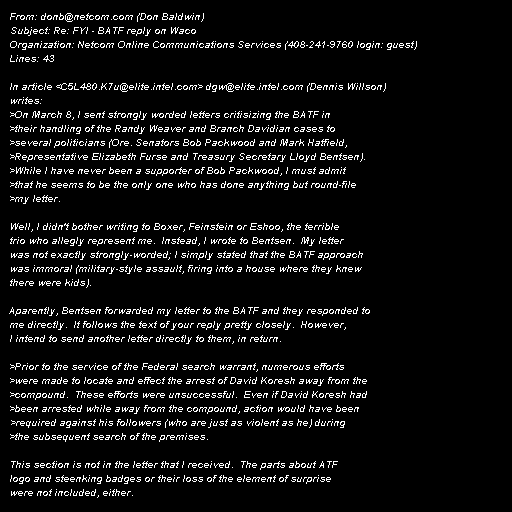 From: donb@netcom.com (Don Baldwin)
Subject: Re: FYI - BATF reply on Waco
Organization: Netcom Online Communications Services (408-241-9760 login: guest)
Lines: 43

In article <C5L480.K7u@elite.intel.com> dgw@elite.intel.com (Dennis Willson)
writes:
>On March 8, I sent strongly worded letters critisizing the BATF in
>their handling of the Randy Weaver and Branch Davidian cases to
>several politicians (Ore. Senators Bob Packwood and Mark Hatfield,
>Representative Elizabeth Furse and Treasury Secretary Lloyd Bentsen).
>While I have never been a supporter of Bob Packwood, I must admit
>that he seems to be the only one who has done anything but round-file
>my letter.

Well, I didn't bother writing to Boxer, Feinstein or Eshoo, the terrible
trio who allegly represent me.  Instead, I wrote to Bentsen.  My letter
was not exactly strongly-worded; I simply stated that the BATF approach
was immoral (military-style assault, firing into a house where they knew
there were kids).

Aparently, Bentsen forwarded my letter to the BATF and they responded to
me directly.  It follows the text of your reply pretty closely.  However,
I intend to send another letter directly to them, in return.

>Prior to the service of the Federal search warrant, numerous efforts
>were made to locate and effect the arrest of David Koresh away from the
>compound.  These efforts were unsuccessful.  Even if David Koresh had
>been arrested while away from the compound, action would have been
>required against his followers (who are just as violent as he) during
>the subsequent search of the premises.

This section is not in the letter that I received.  The parts about ATF
logo and steenking badges or their loss of the element of surprise
were not included, either.